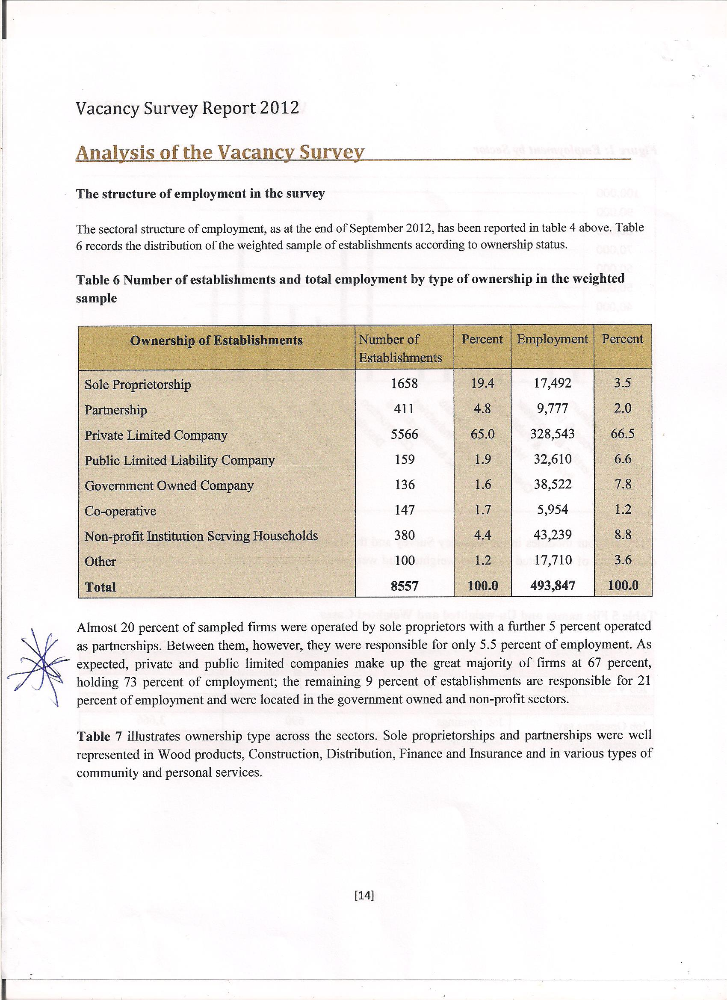 Vacancy Survey Report 2012
Analysis of the Vacancy Survey
The structure of employment in the survey
The sectoral structure of employment, as at the end of September 2012, has been reported in table 4 above. Table
6 records the distribution of the weighted sample of establishments according to ownership status.
Table 6 Number of establishments and total employment by type of ownership in the weighted
sample
Ownership of Establishments Number of Establishments Percent Employment Percent
Sole Proprietorship 1658 19.4 17,492 3.5
Partnership 411 4.8 9,777 2.0
Private Limited Company 5566 65.0 328,543 66.5
Public Limited Liability Company 159 1.9 32,610 6.6
Government Owned Company 136 1.6 38,522 7.8
Co-operative 147 1.7 5,954 1.2
Non-profit Institution Serving Households 380 4.4 43,239 8.8
Other 100 1.2 17,710 3.6
Total 8557 100.0 493,847 100.0
Almost 20 percent of sampled firms were operated by sole proprietors with a further 5 percent operated
as partnerships. Between them, however, they were responsible for only 5.5 percent of employment. As
expected, private and public limited companies make up the great majority of firms at 67 percent,
holding 73 percent of employment; the remaining 9 percent of establishments are responsible for 21
percent of employment and were located in the government owned and non-profit sectors.
Table 7 illustrates ownership type across the sectors. Sole proprietorships and partnerships were well
represented in Wood products, Construction, Distribution, Finance and Insurance and in various types of
community and personal services.
[14]